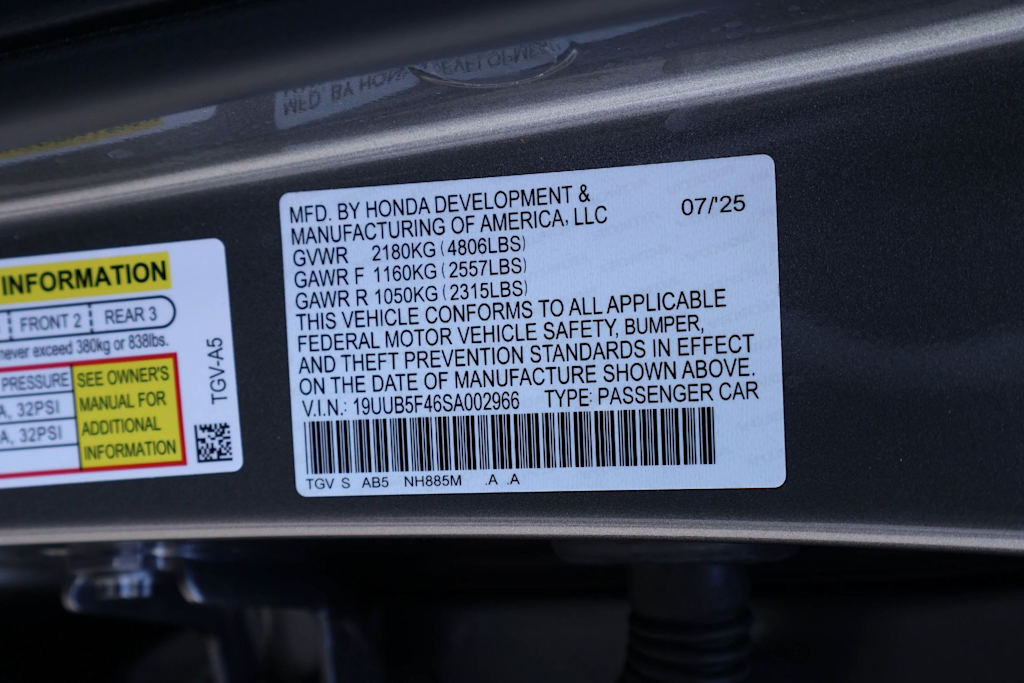 MFD. BY HONDA DEVELOPMENT &
MANUFACTURING OF AMERICA, LLC
07/'25
GVWR 2180KG (4806LBS)
GAWR F 1160KG (2557LBS)
GAWR R 1050KG (2315LBS)
THIS VEHICLE CONFORMS TO ALL APPLICABLE
FEDERAL MOTOR VEHICLE SAFETY, BUMPER,
AND THEFT PREVENTION STANDARDS IN EFFECT
ON THE DATE OF MANUFACTURE SHOWN ABOVE.
V.I.N.: 19UUB5F46SA002966 TYPE: PASSENGER CAR
TGV S AB5 NH885M .A .A
INFORMATION
FRONT 2 REAR 3
never exceed 380kg or 838lbs.
PRESSURE
A, 32PSI
A, 32PSI
SEE OWNER'S
MANUAL FOR
ADDITIONAL
INFORMATION
TGV-A5